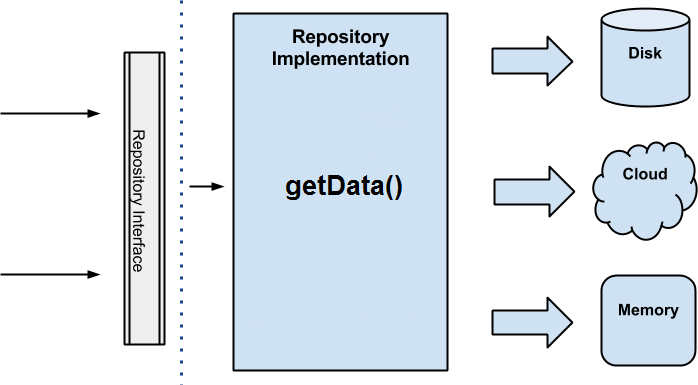 Repository Interface
Repository
Implementation
getData()
Disk
Cloud
Memory